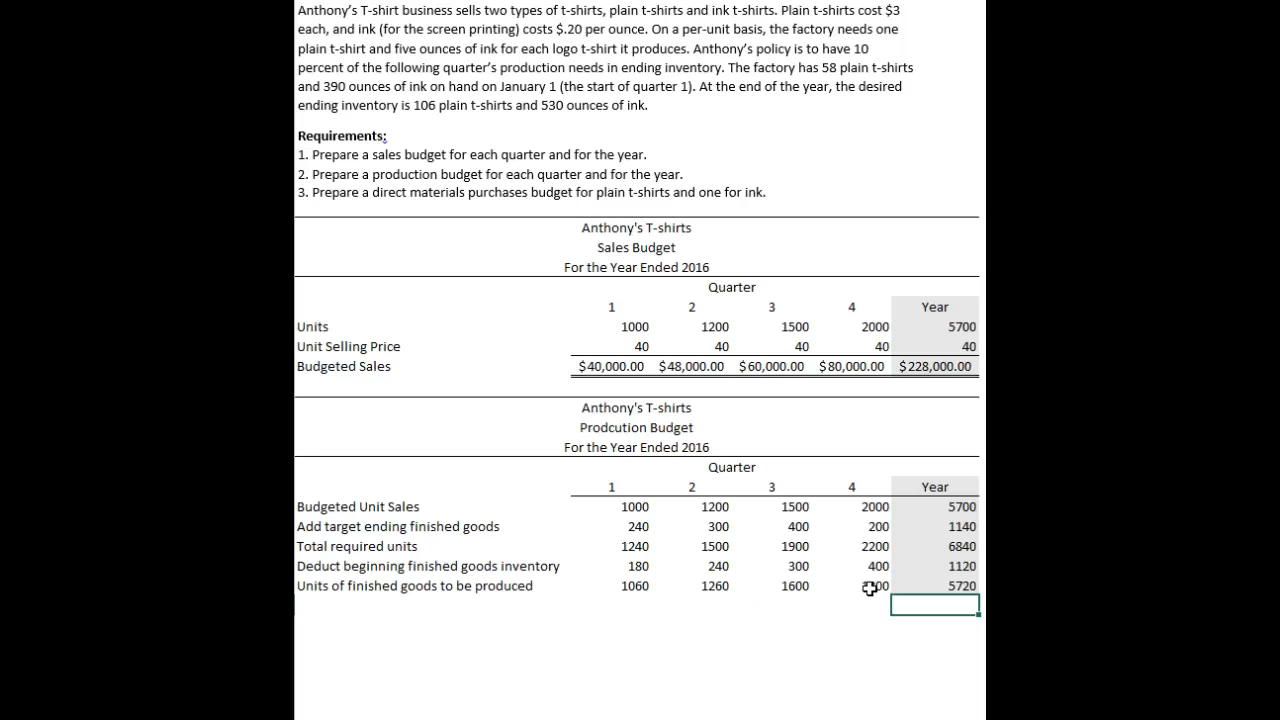 Anthony's T-shirt business sells two types of t-shirts, plain t-shirts and ink t-shirts. Plain t-shirts cost $3
each, and ink (for the screen printing) costs $.20 per ounce. On a per-unit basis, the factory needs one
plain t-shirt and five ounces of ink for each logo t-shirt it produces. Anthony's policy is to have 10
percent of the following quarter's production needs in ending inventory. The factory has 58 plain t-shirts
and 390 ounces of ink on hand on January 1 (the start of quarter 1). At the end of the year, the desired
ending inventory is 106 plain t-shirts and 530 ounces of ink.
Requirements:
1. Prepare a sales budget for each quarter and for the year.
2. Prepare a production budget for each quarter and for the year.
3. Prepare a direct materials purchases budget for plain t-shirts and one for ink.
Anthony's T-shirts
Sales Budget
For the Year Ended 2016
Quarter
1 2 3 4 Year
Units 1000 1200 1500 2000 5700
Unit Selling Price 40 40 40 40 40
Budgeted Sales $40,000.00 $48,000.00 $60,000.00 $80,000.00 $228,000.00
Anthony's T-shirts
Prodcution Budget
For the Year Ended 2016
Quarter
1 2 3 4 Year
Budgeted Unit Sales 1000 1200 1500 2000 5700
Add target ending finished goods 240 300 400 200 1140
Total required units 1240 1500 1900 2200 6840
Deduct beginning finished goods inventory 180 240 300 400 1120
Units of finished goods to be produced 1060 1260 1600 5720